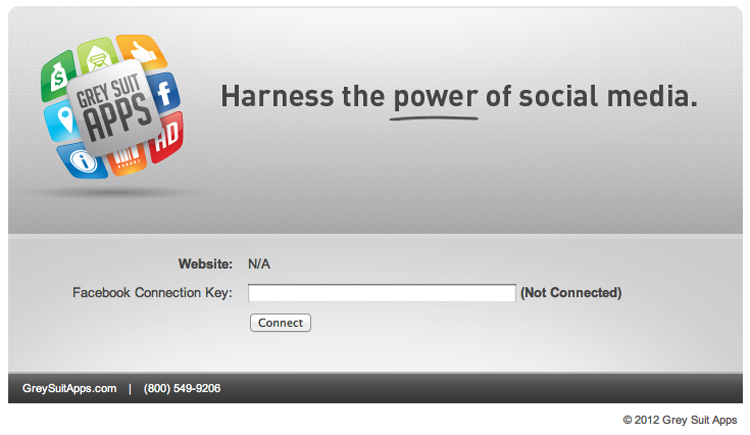 GREY SUIT
APPS
f
AD
i
Harness the power of social media.
Website: N/A
Facebook Connection Key: (Not Connected)
Connect
GreySuitApps.com | (800) 549-9206
© 2012 Grey Suit Apps